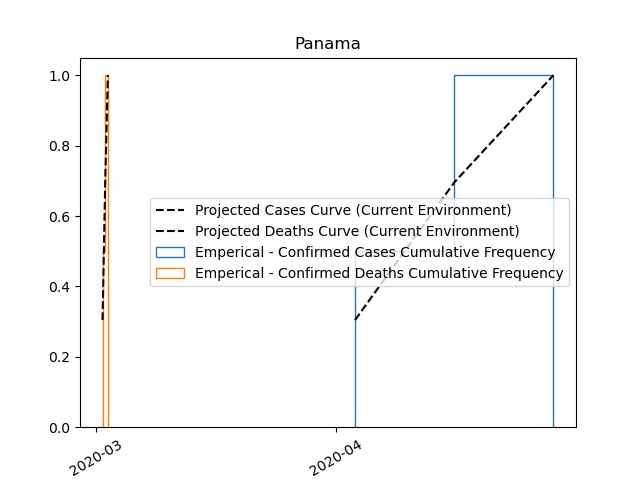 Panama
1.0
0.8
0.6
0.4
0.2
0.0
Projected Cases Curve (Current Environment)
Projected Deaths Curve (Current Environment)
Emperical - Confirmed Cases Cumulative Frequency
Emperical - Confirmed Deaths Cumulative Frequency
2020-03
2020-04